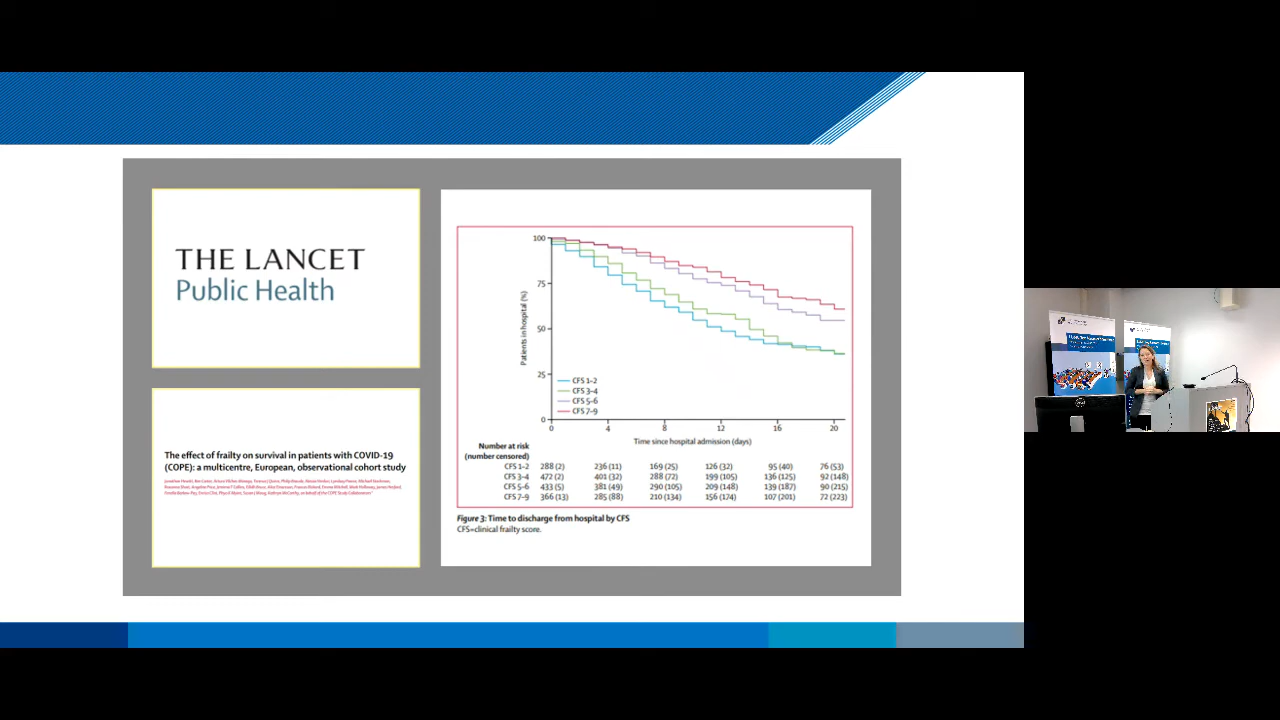 THE LANCET
Public Health
The effect of frailty on survival in patients with COVID-19
(COPE): a multicentre, European, observational cohort study
100
75
50
25
0
Patients in hospital (%)
CFS 1–2
CFS 3–4
CFS 5–6
CFS 7–9
0 4 8 12 16 20
Time since hospital admission (days)
Number at risk
(number censored)
CFS 1–2 288 (2) 236 (11) 169 (25) 126 (32) 95 (40) 76 (53)
CFS 3–4 472 (2) 401 (32) 288 (72) 199 (105) 136 (125) 92 (148)
CFS 5–6 433 (5) 381 (49) 290 (105) 209 (148) 139 (187) 90 (215)
CFS 7–9 366 (13) 285 (88) 210 (134) 156 (174) 107 (201) 72 (223)
Figure 3: Time to discharge from hospital by CFS
CFS=clinical frailty score.